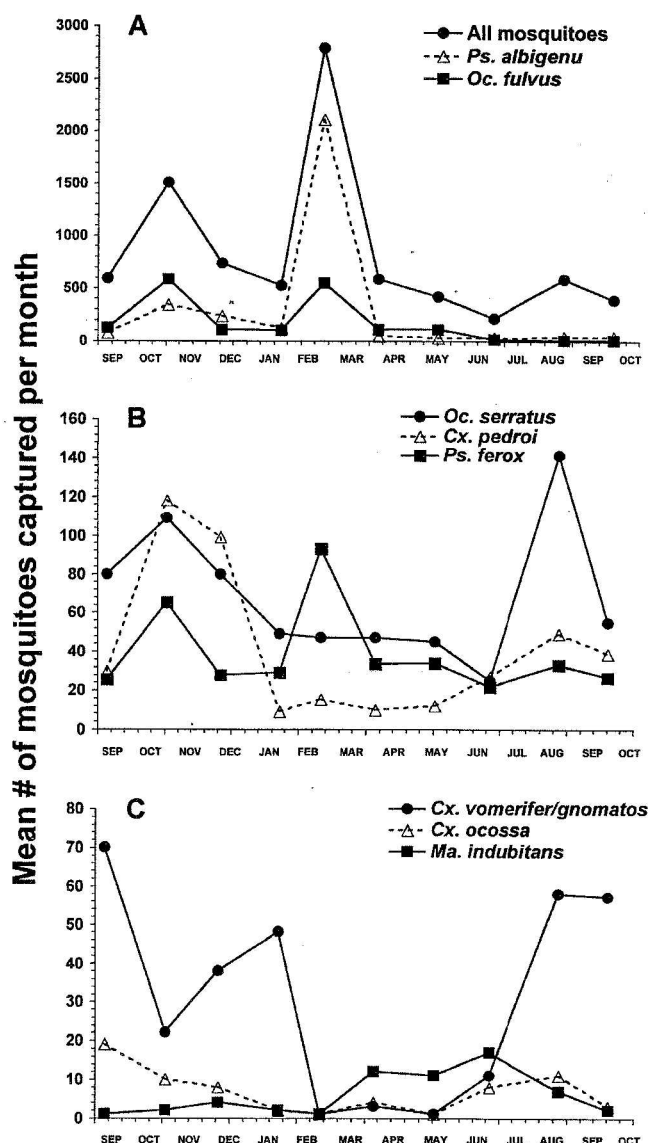 Mean # of mosquitoes captured per month
A
All mosquitoes
Ps. albigenu
Oc. fulvus
3000
2500
2000
1500
1000
500
0
SEP OCT NOV DEC JAN FEB MAR APR MAY JUN JUL AUG SEP OCT
B
Oc. serratus
Cx. pedroi
Ps. ferox
160
140
120
100
80
60
40
20
0
SEP OCT NOV DEC JAN FEB MAR APR MAY JUN JUL AUG SEP OCT
C
Cx. vomerifer/gnomatos
Cx. ocossa
Ma. indubitans
80
70
60
50
40
30
20
10
0
SEP OCT NOV DEC JAN FEB MAR APR MAY JUN JUL AUG SEP OCT